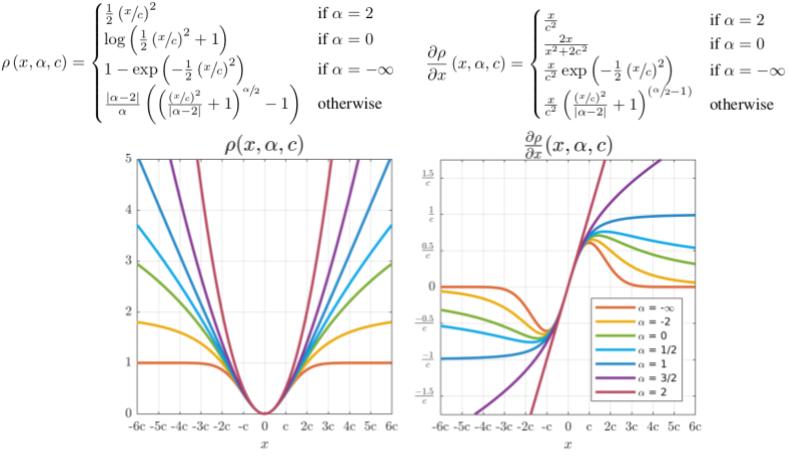 ρ (x, α, c) = { ½ (x/c)² if α = 2
log (½ (x/c)² + 1) if α = 0
1 − exp (−½ (x/c)²) if α = −∞
|α−2|/α (((x/c)²/|α−2| + 1)^(α/2) − 1) otherwise
∂ρ/∂x (x, α, c) = { x/c² if α = 2
2x/(x²+2c²) if α = 0
x/c² exp (−½ (x/c)²) if α = −∞
x/c² ((x/c)²/|α−2| + 1)^(α/2−1) otherwise
ρ(x, α, c)
5
4
3
2
1
0
-6c -5c -4c -3c -2c -c 0 c 2c 3c 4c 5c 6c
x
∂ρ/∂x (x, α, c)
1.5/c
1/c
0.5/c
0
-0.5/c
-1/c
-1.5/c
α = -∞
α = -2
α = 0
α = 1/2
α = 1
α = 3/2
α = 2
-6c -5c -4c -3c -2c -c 0 c 2c 3c 4c 5c 6c
x